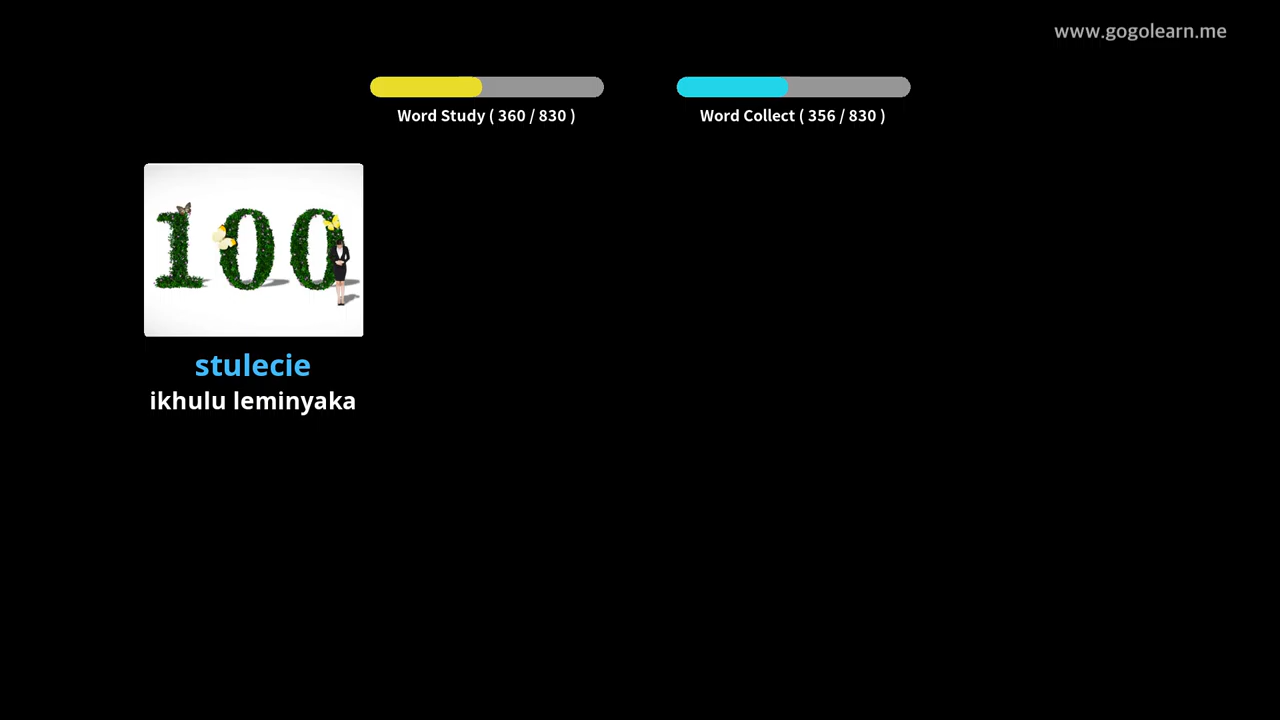 www.gogolearn.me
Word Study ( 360 / 830 )
Word Collect ( 356 / 830 )
100
stulecie
ikhulu leminyaka